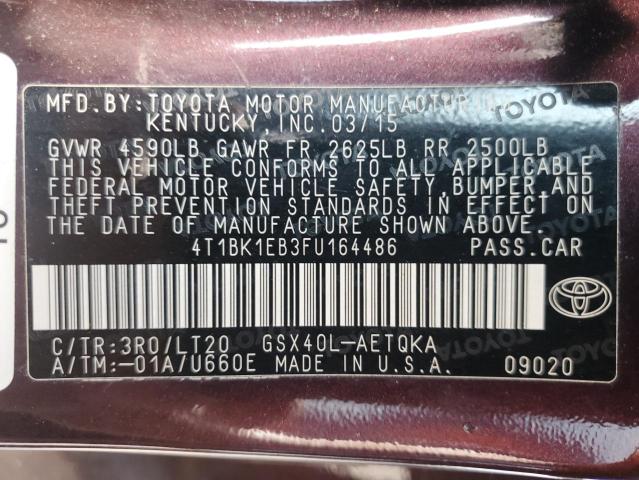 MFD.BY: TOYOTA MOTOR MANUFACTURING
KENTUCKY, INC. 03/15
GVWR 4590LB GAWR FR 2625LB RR 2500LB
THIS VEHICLE CONFORMS TO ALL APPLICABLE
FEDERAL MOTOR VEHICLE SAFETY, BUMPER, AND
THEFT PREVENTION STANDARDS IN EFFECT ON
THE DATE OF MANUFACTURE SHOWN ABOVE.
4T1BK1EB3FU164486 PASS.CAR
C/TR:3R0/LT20 GSX40L-AETQKA
A/TM:-01A/U660E MADE IN U.S.A. 09020